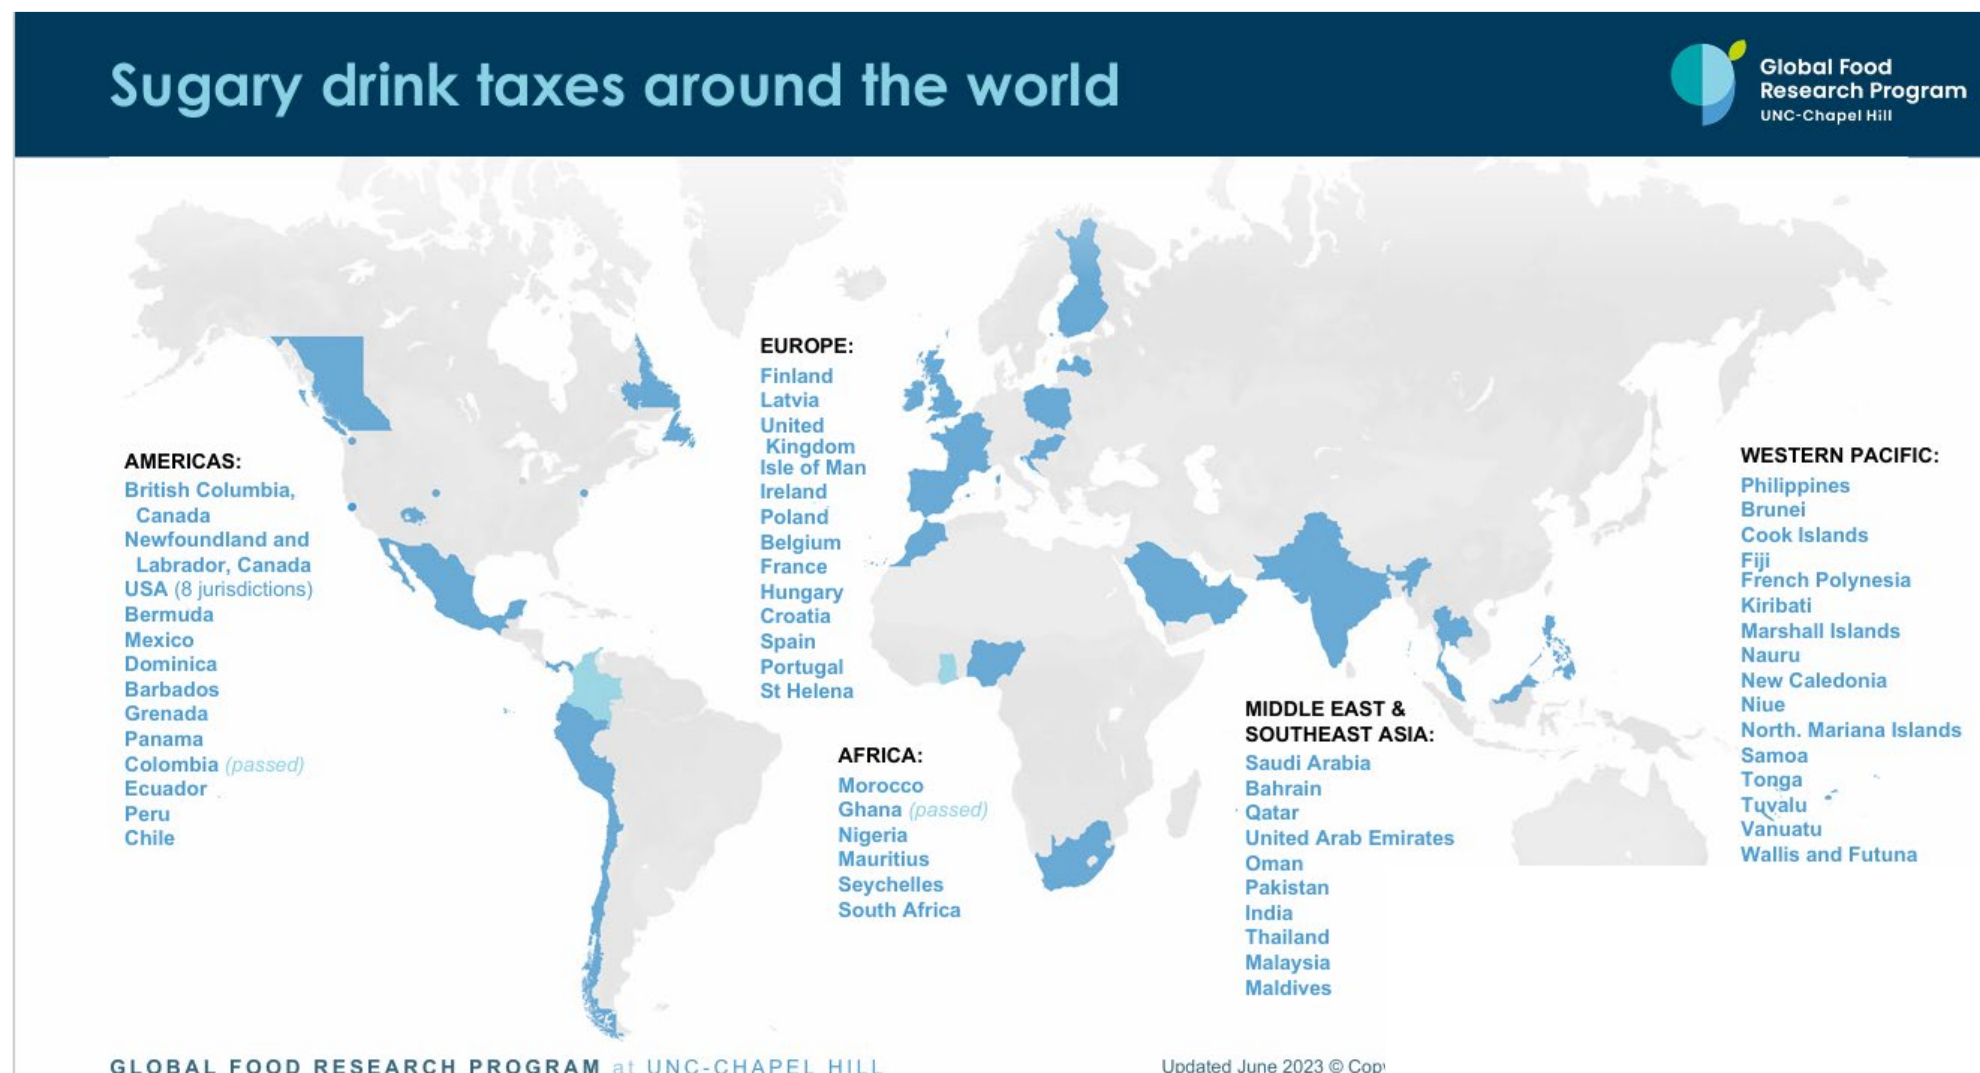 Sugary drink taxes around the world
Global Food
Research Program
UNC-Chapel Hill
AMERICAS:
British Columbia,
Canada
Newfoundland and
Labrador, Canada
USA (8 jurisdictions)
Bermuda
Mexico
Dominica
Barbados
Grenada
Panama
Colombia (passed)
Ecuador
Peru
Chile
EUROPE:
Finland
Latvia
United
Kingdom
Isle of Man
Ireland
Poland
Belgium
France
Hungary
Croatia
Spain
Portugal
St Helena
AFRICA:
Morocco
Ghana (passed)
Nigeria
Mauritius
Seychelles
South Africa
MIDDLE EAST &
SOUTHEAST ASIA:
Saudi Arabia
Bahrain
Qatar
United Arab Emirates
Oman
Pakistan
India
Thailand
Malaysia
Maldives
WESTERN PACIFIC:
Philippines
Brunei
Cook Islands
Fiji
French Polynesia
Kiribati
Marshall Islands
Nauru
New Caledonia
Niue
North. Mariana Islands
Samoa
Tonga
Tuvalu
Vanuatu
Wallis and Futuna
GLOBAL FOOD RESEARCH PROGRAM at UNC-CHAPEL HILL
Updated June 2023 ©